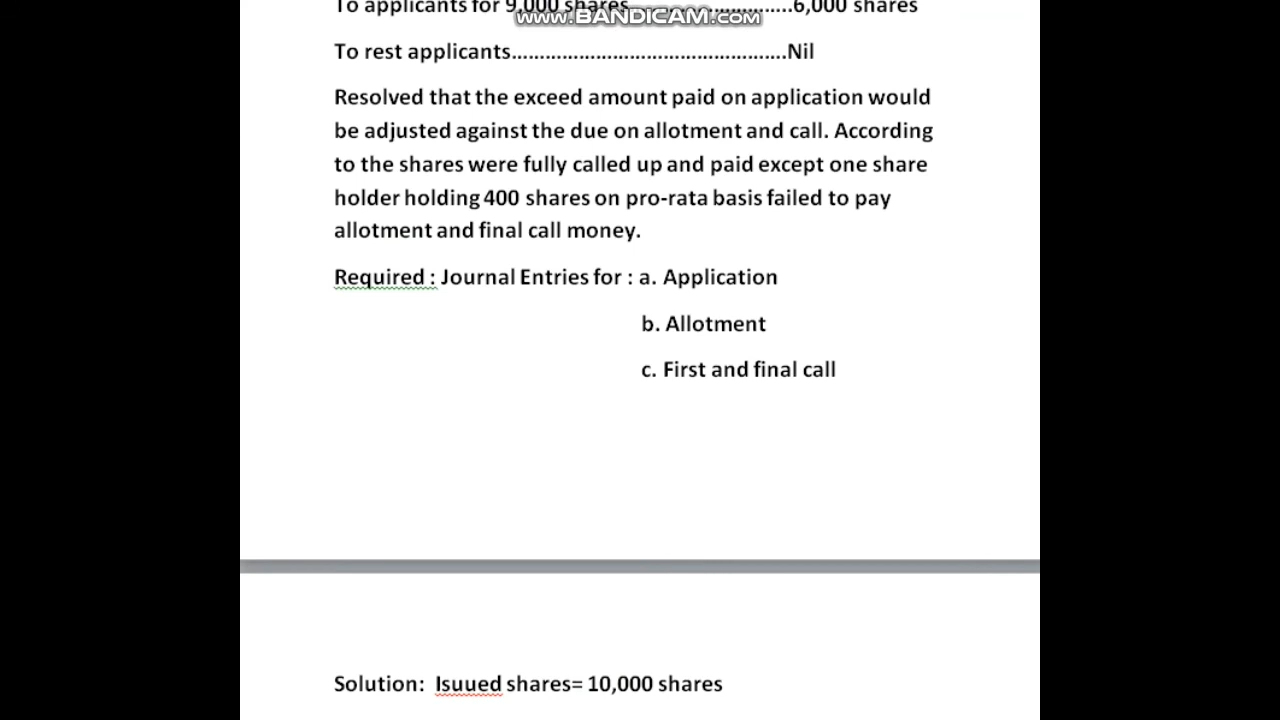 To applicants for 9,000 shares..............................6,000 shares
www.BANDICAM.com
To rest applicants.................................................Nil
Resolved that the exceed amount paid on application would
be adjusted against the due on allotment and call. According
to the shares were fully called up and paid except one share
holder holding 400 shares on pro-rata basis failed to pay
allotment and final call money.
Required : Journal Entries for : a. Application
b. Allotment
c. First and final call
Solution: Isuued shares= 10,000 shares